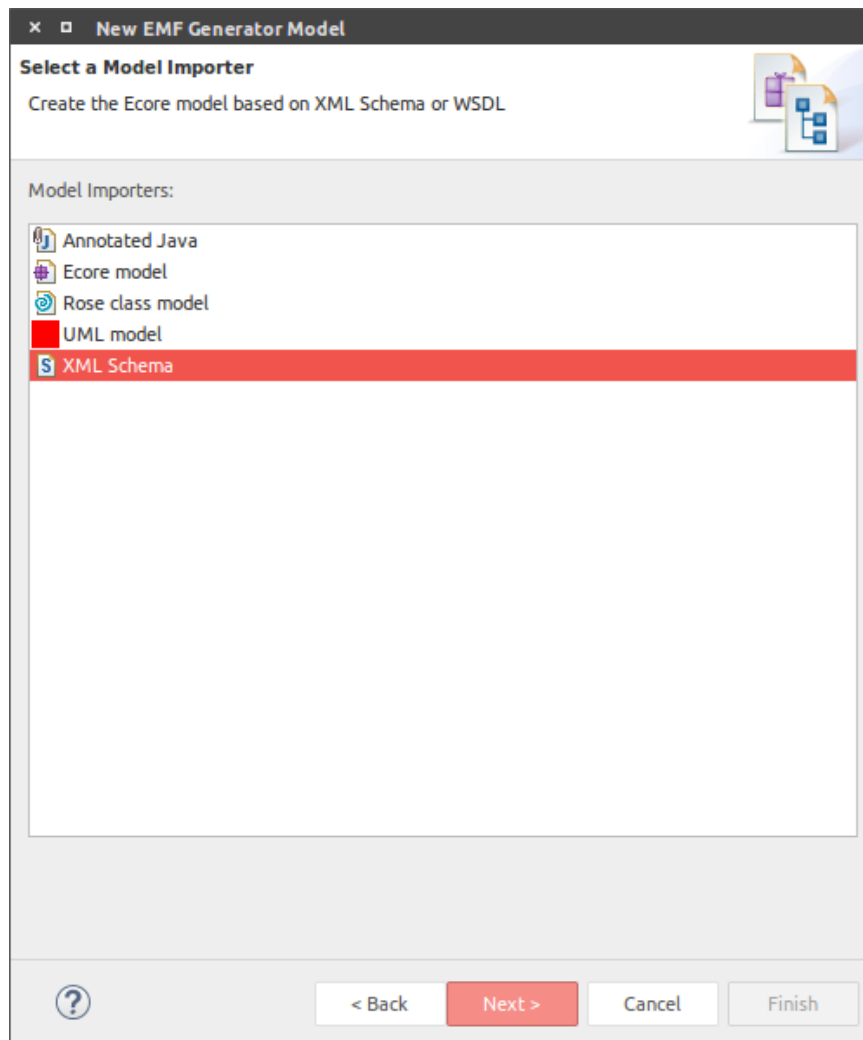 New EMF Generator Model
Select a Model Importer
Create the Ecore model based on XML Schema or WSDL
Model Importers:
Annotated Java
Ecore model
Rose class model
UML model
XML Schema
< Back Next > Cancel Finish